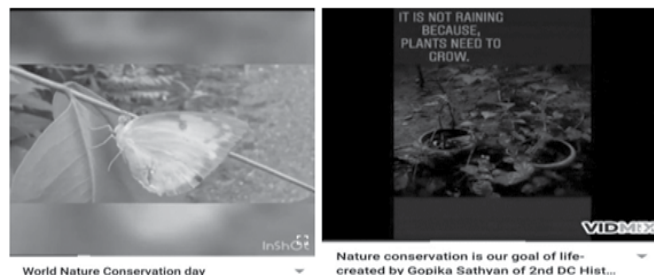 InShOt
World Nature Conservation day
IT IS NOT RAINING
BECAUSE,
PLANTS NEED TO
GROW.
VIDMIX
Nature conservation is our goal of life-
created by Gopika Sathyan of 2nd DC Hist...